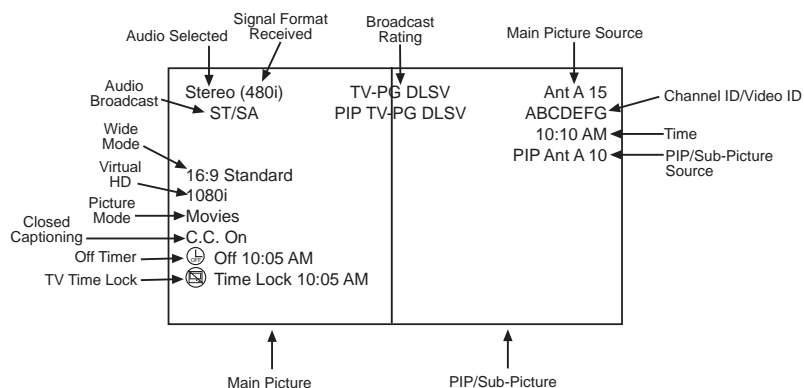 Audio Selected
Signal Format
Received
Broadcast
Rating
Main Picture Source
Audio
Broadcast
Wide
Mode
Virtual
HD
Picture
Mode
Closed
Captioning
Off Timer
TV Time Lock
Stereo (480i)
ST/SA
16:9 Standard
1080i
Movies
C.C. On
OFF
Off 10:05 AM
Time Lock 10:05 AM
TV-PG DLSV
PIP TV-PG DLSV
Ant A 15
ABCDEFG
10:10 AM
PIP Ant A 10
Channel ID/Video ID
Time
PIP/Sub-Picture
Source
Main Picture
PIP/Sub-Picture